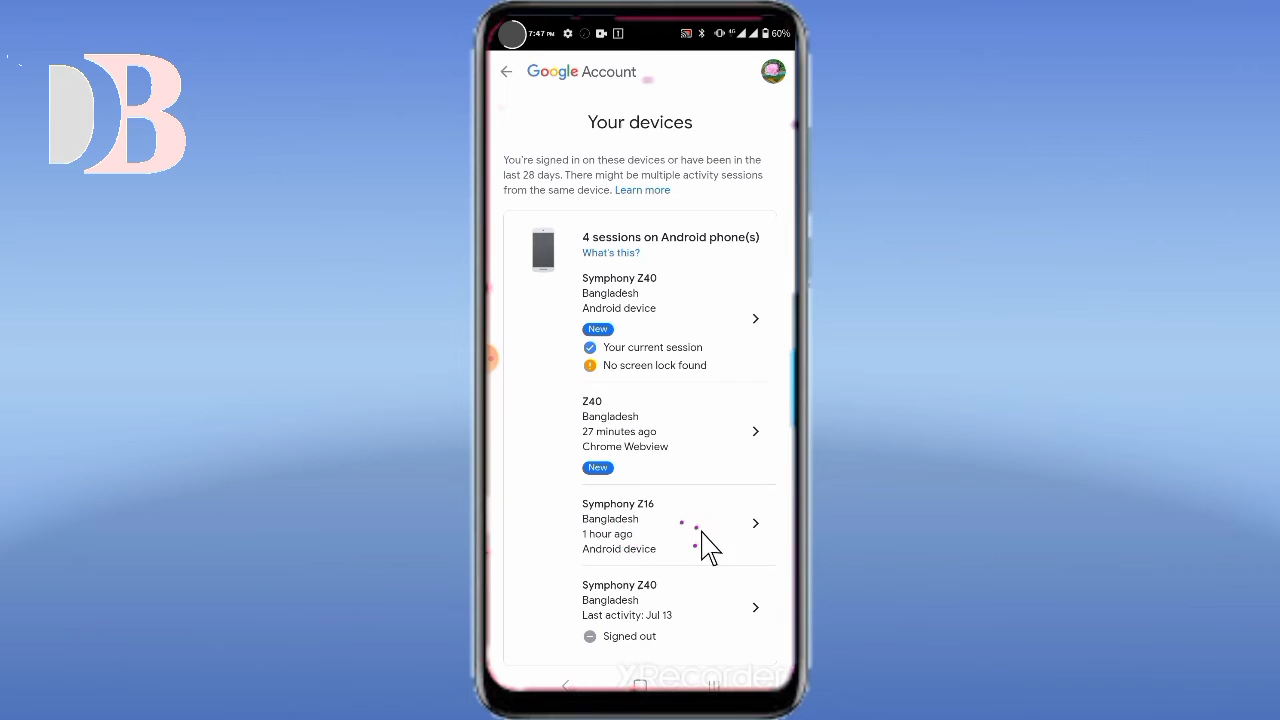 DB
7:47 PM
1
4G
60%
Google Account
Your devices
You're signed in on these devices or have been in the
last 28 days. There might be multiple activity sessions
from the same device. Learn more
4 sessions on Android phone(s)
What's this?
Symphony Z40
Bangladesh
Android device
New
Your current session
No screen lock found
Z40
Bangladesh
27 minutes ago
Chrome Webview
New
Symphony Z16
Bangladesh
1 hour ago
Android device
Symphony Z40
Bangladesh
Last activity: Jul 13
Signed out
XRecorder